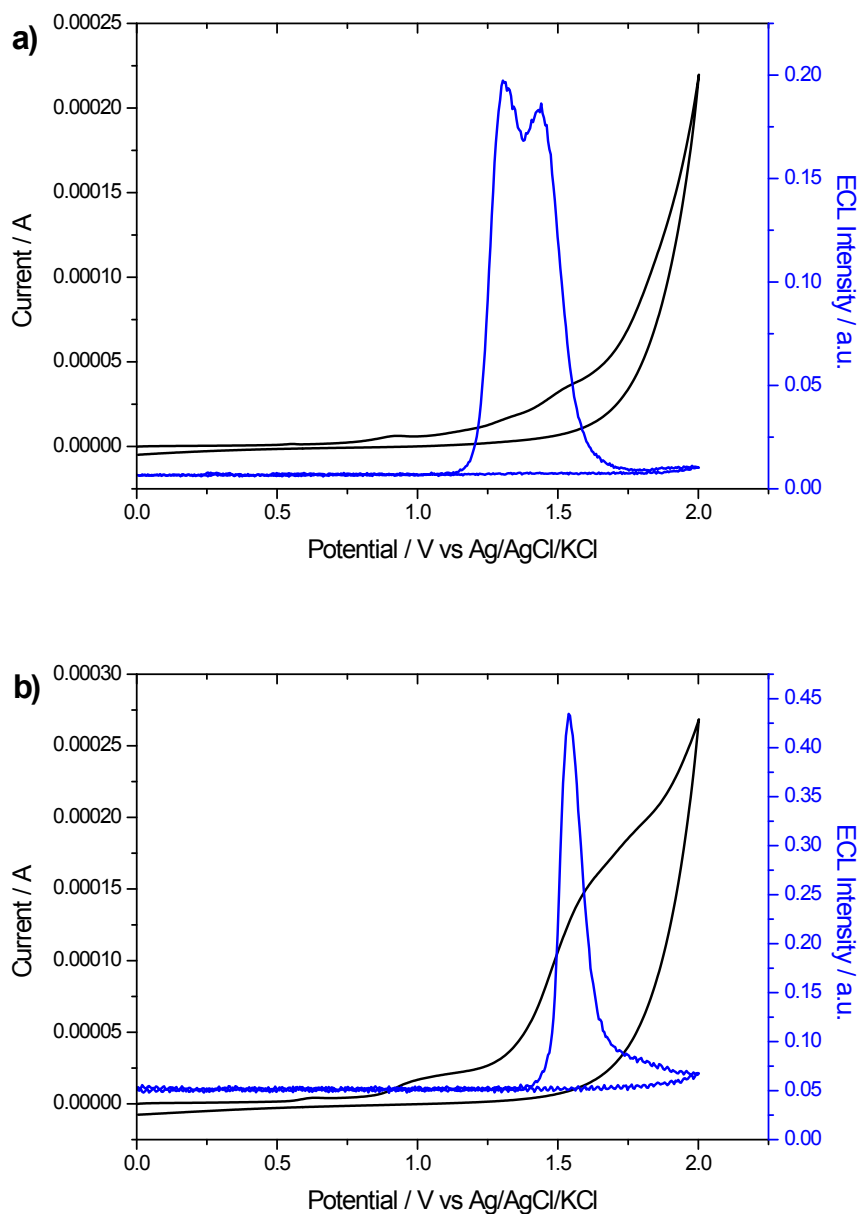 a)
0.00025
0.00020
0.00015
0.00010
0.00005
0.00000
Current / A
0.20
0.15
0.10
0.05
0.00
ECL Intensity / a.u.
0.0 0.5 1.0 1.5 2.0
Potential / V vs Ag/AgCl/KCl
b)
0.00030
0.00025
0.00020
0.00015
0.00010
0.00005
0.00000
Current / A
0.45
0.40
0.35
0.30
0.25
0.20
0.15
0.10
0.05
0.00
ECL Intensity / a.u.
0.0 0.5 1.0 1.5 2.0
Potential / V vs Ag/AgCl/KCl